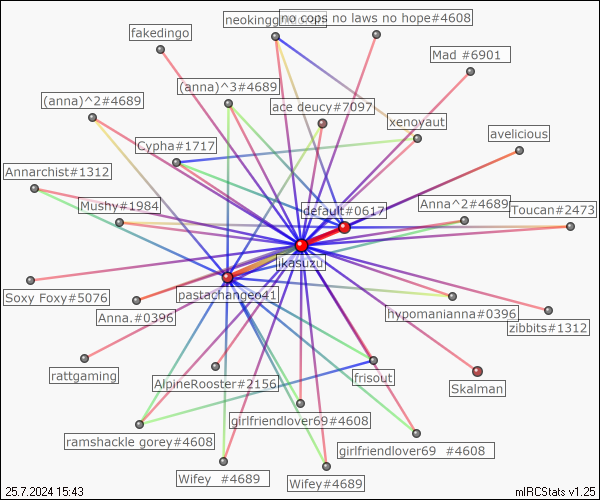 no cops no laws no hope#4608
fakedingo
Mad #6901
(anna)^3#4689
(anna)^2#4689
ace deucy#7097
xenoyaut
avelicious
Cypha#1717
Annarchist#1312
Mushy#1984
default#0617
Anna^2#4689
Toucan#2473
ikasuzu
pastachangeo41
Soxy Foxy#5076
Anna.#0396
hypomanianna#0396
zibbits#1312
rattgaming
AlpineRooster#2156
frisout
Skalman
girlfriendlover69#4608
ramshackle gorey#4608
girlfriendlover69 #4608
Wifey #4689
Wifey#4689
25.7.2024 15:43
mIRCStats v1.25